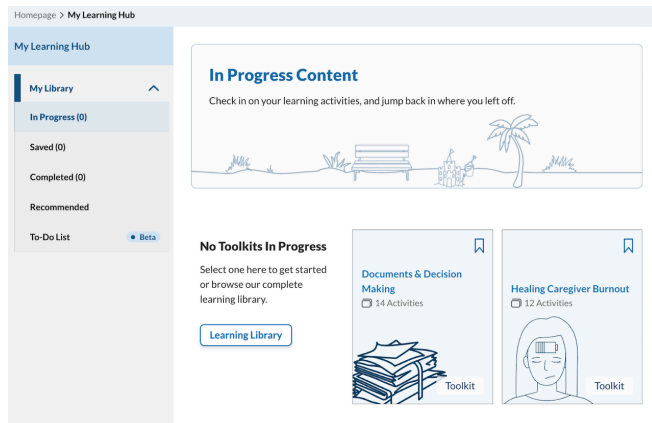 Homepage > My Learning Hub
My Learning Hub
My Library
In Progress (0)
Saved (0)
Completed (0)
Recommended
To-Do List
Beta
In Progress Content
Check in on your learning activities, and jump back in where you left off.
No Toolkits In Progress
Select one here to get started
or browse our complete
learning library.
Learning Library
Documents & Decision
Making
14 Activities
Toolkit
Healing Caregiver Burnout
12 Activities
Toolkit